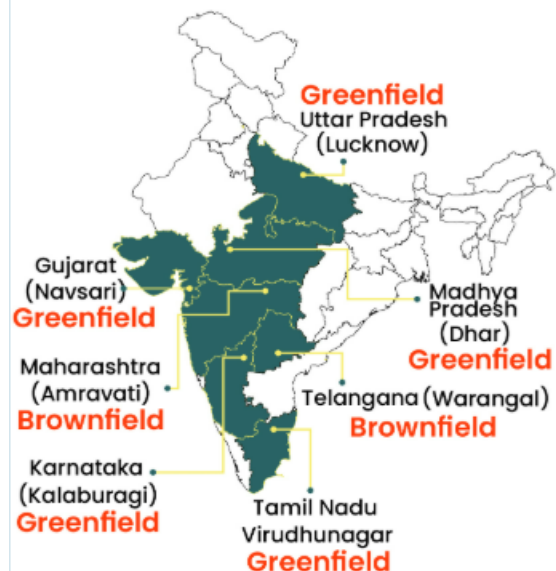 Greenfield
Uttar Pradesh
(Lucknow)
Gujarat
(Navsari)
Greenfield
Madhya
Pradesh
(Dhar)
Greenfield
Maharashtra
(Amravati)
Brownfield
Telangana (Warangal)
Brownfield
Karnataka
(Kalaburagi)
Greenfield
Tamil Nadu
Virudhunagar
Greenfield